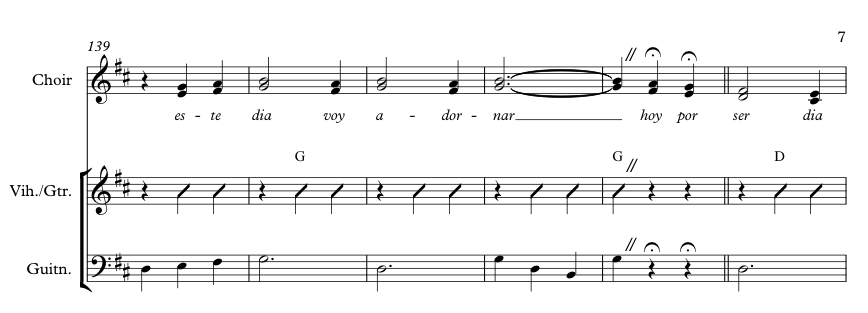 7
139
Choir
es - te dia voy a - dor - nar hoy por ser dia
G G D
Vih./Gtr.
Guitn.